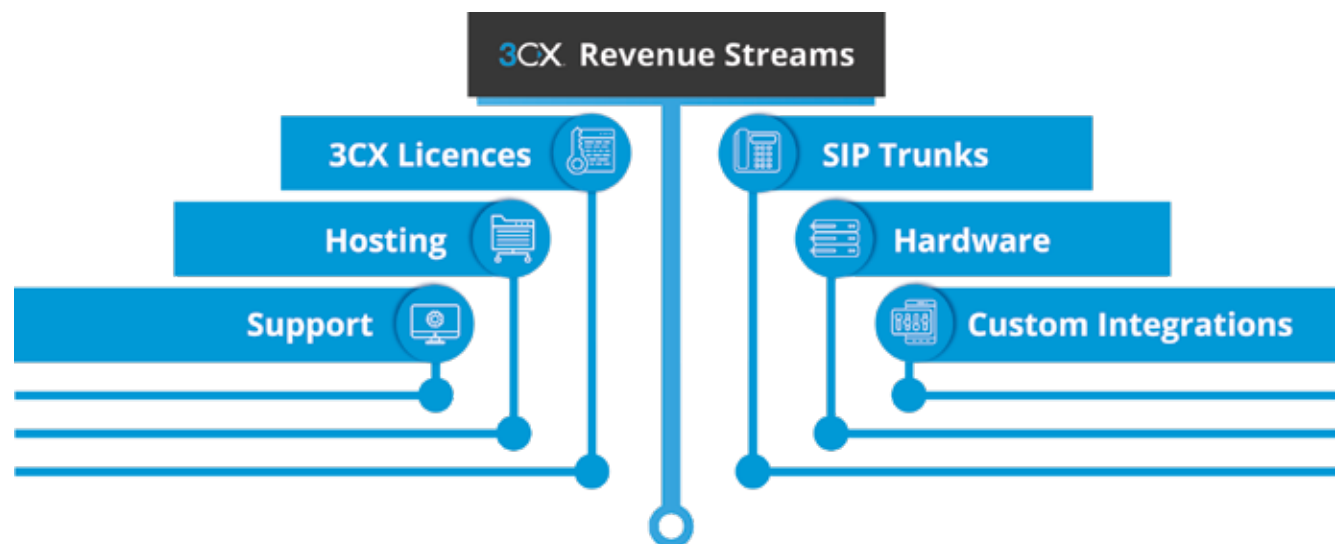 3CX Revenue Streams
3CX Licences
SIP Trunks
Hosting
Hardware
Support
Custom Integrations